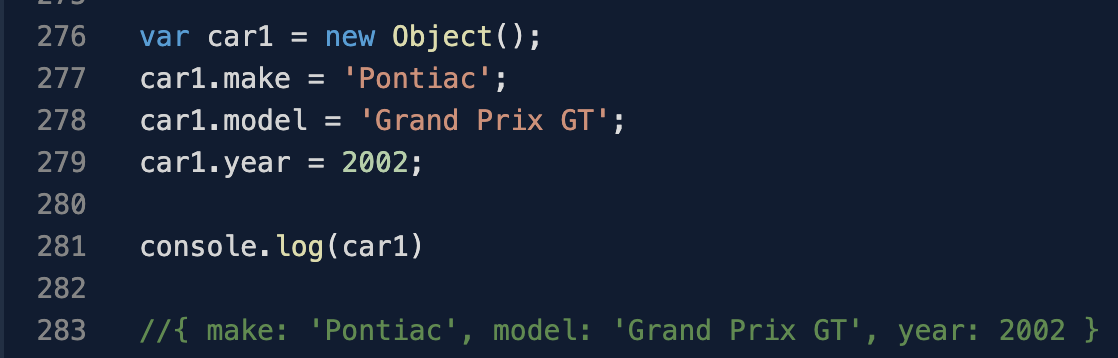 276 var car1 = new Object();
277 car1.make = 'Pontiac';
278 car1.model = 'Grand Prix GT';
279 car1.year = 2002;
280
281 console.log(car1)
282
283 //{ make: 'Pontiac', model: 'Grand Prix GT', year: 2002 }